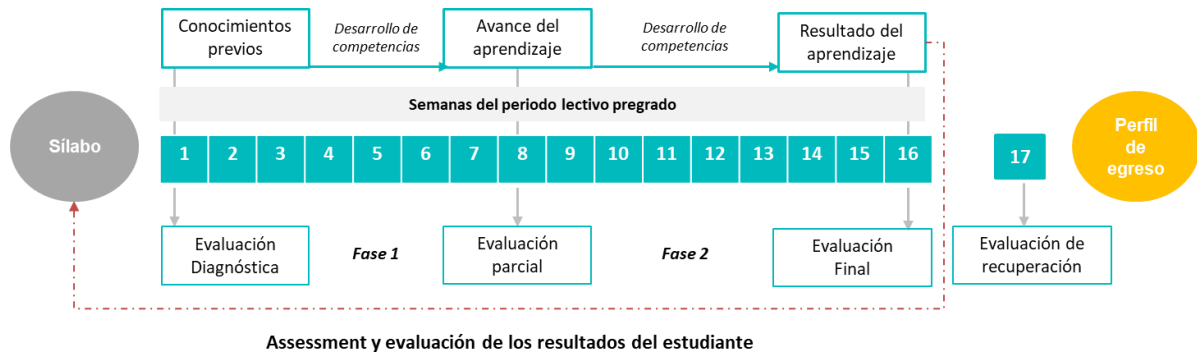 Conocimientos
previos
Desarrollo de
competencias
Avance del
aprendizaje
Desarrollo de
competencias
Resultado del
aprendizaje
Semanas del periodo lectivo pregrado
Sílabo
1 2 3 4 5 6 7 8 9 10 11 12 13 14 15 16
17
Perfil
de
egreso
Evaluación
Diagnóstica
Fase 1
Evaluación
parcial
Fase 2
Evaluación
Final
Evaluación de
recuperación
Assessment y evaluación de los resultados del estudiante